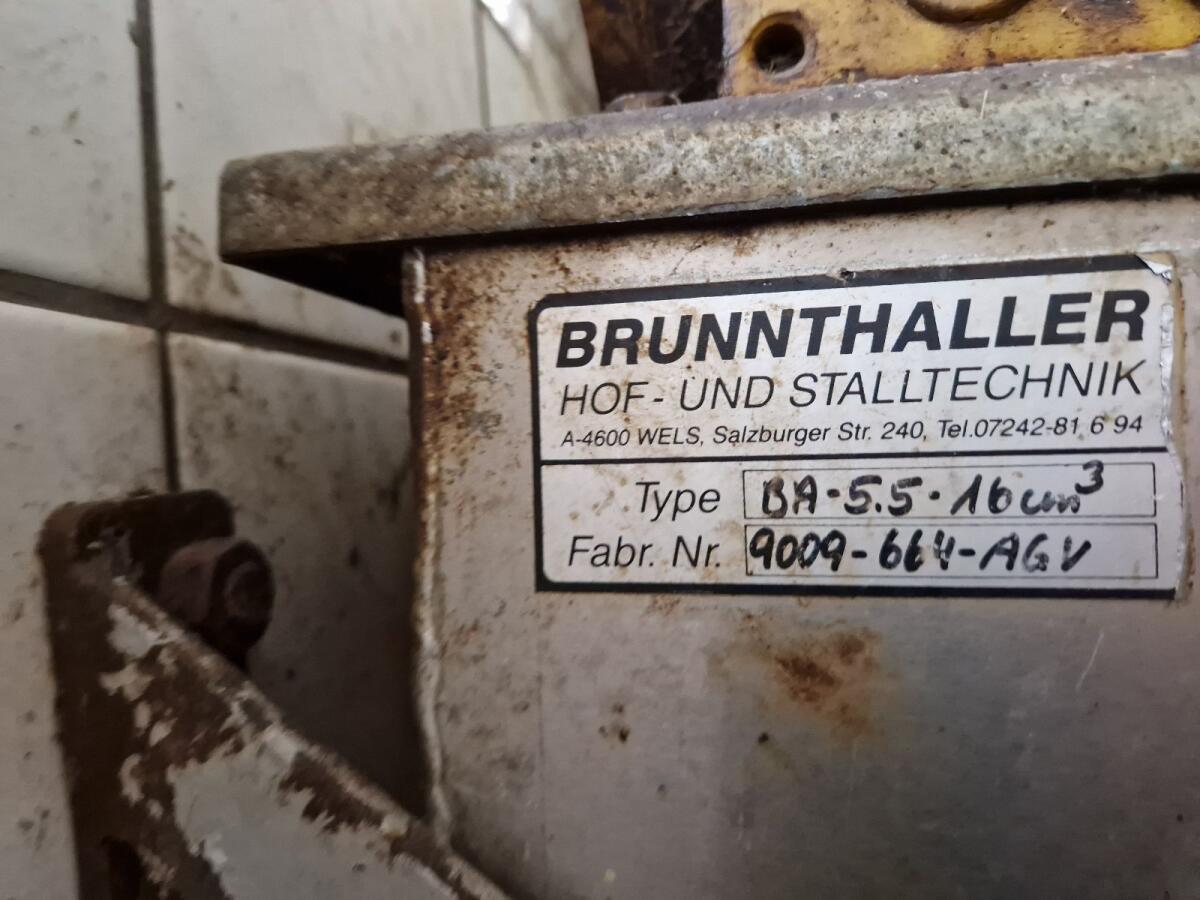 BRUNNTHALLER
HOF- UND STALLTECHNIK
A-4600 WELS, Salzburger Str. 240, Tel.07242-81 6 94
Type BA-5.5-16cm³
Fabr. Nr. 9009-664-AGV